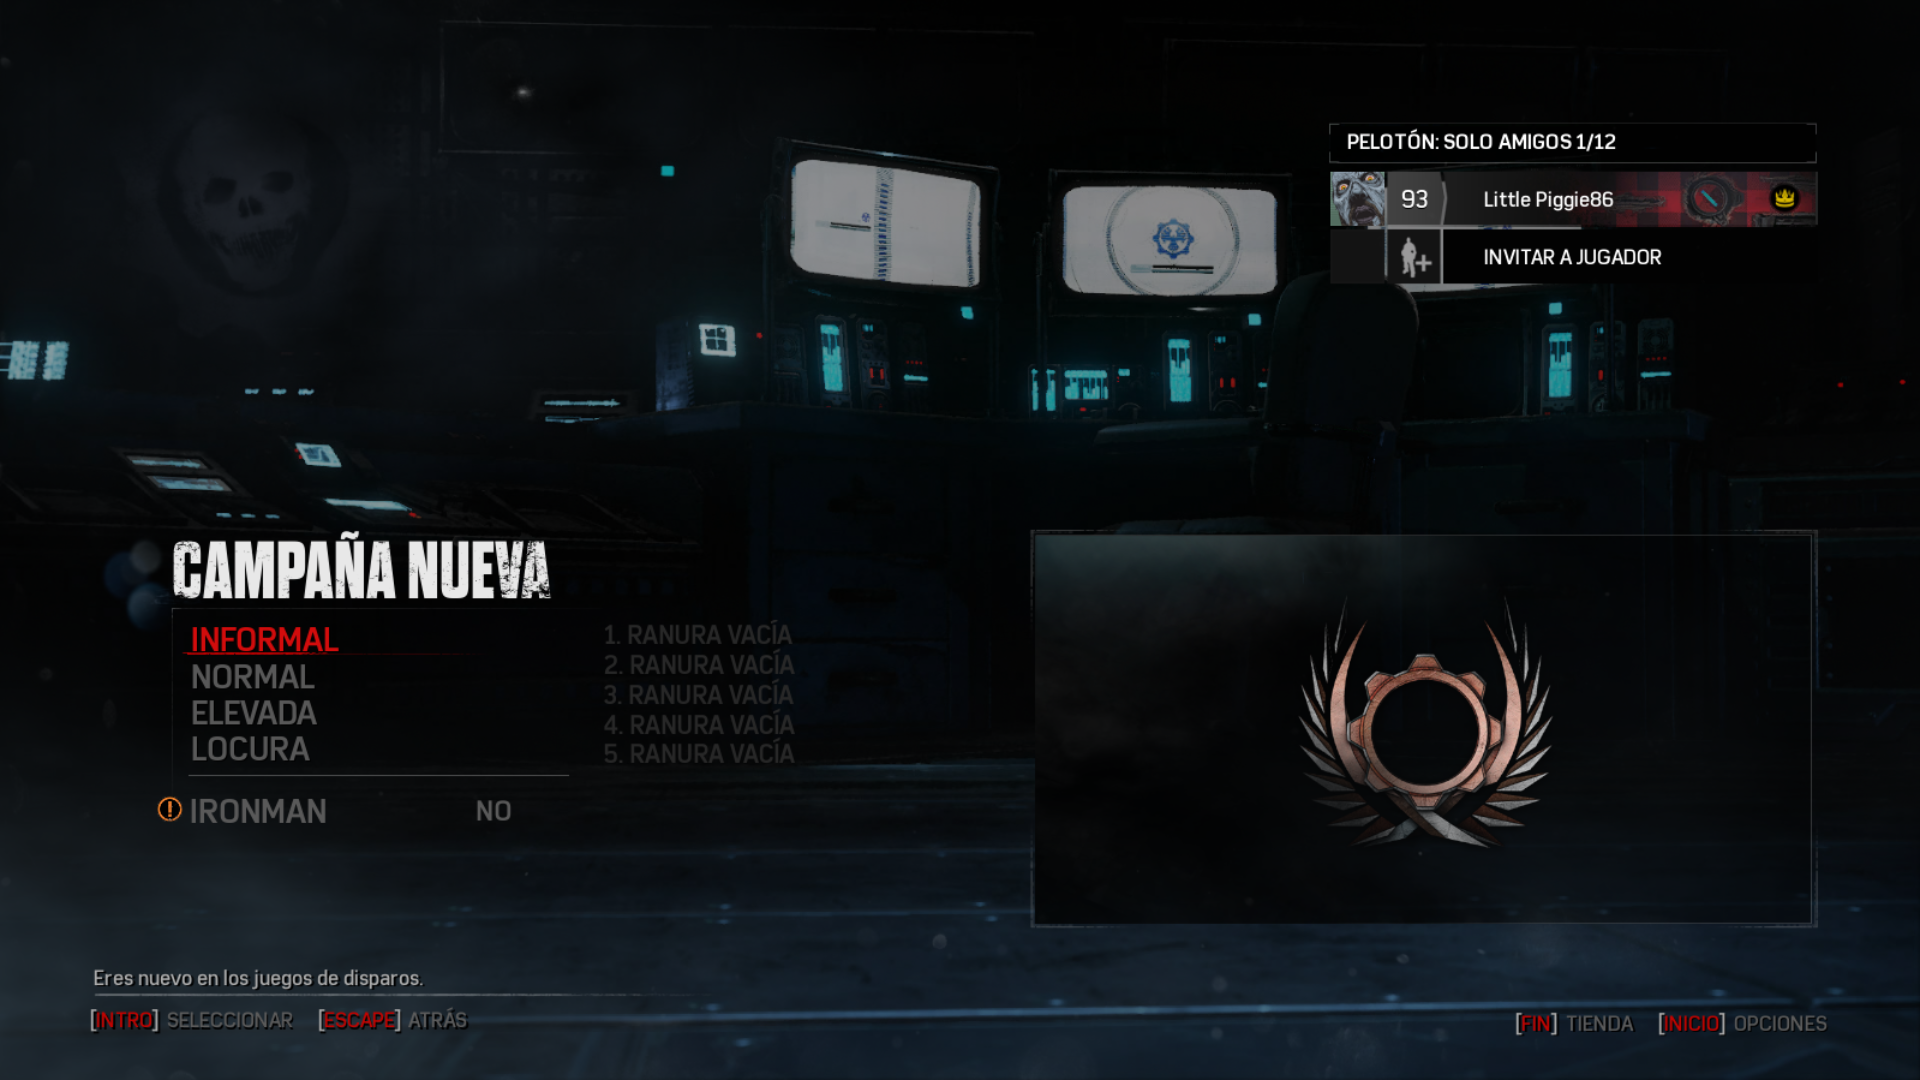 PELOTÓN: SOLO AMIGOS 1/12
93 Little Piggie86
INVITAR A JUGADOR
CAMPAÑA NUEVA
INFORMAL
NORMAL
ELEVADA
LOCURA
1. RANURA VACÍA
2. RANURA VACÍA
3. RANURA VACÍA
4. RANURA VACÍA
5. RANURA VACÍA
IRONMAN NO
Eres nuevo en los juegos de disparos.
[INTRO] SELECCIONAR [ESCAPE] ATRÁS
[FIN] TIENDA [INICIO] OPCIONES